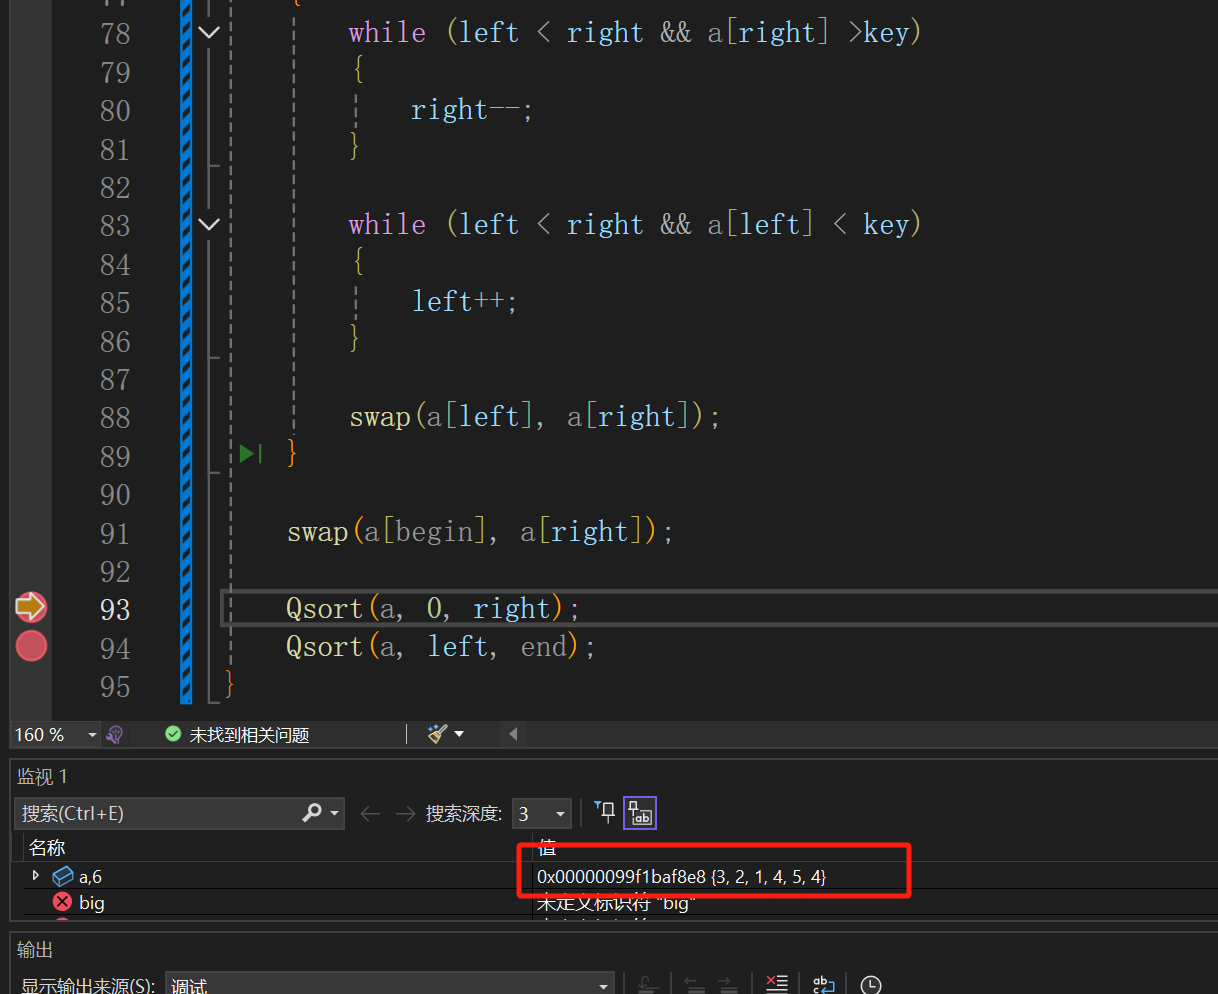 {
78 while (left < right && a[right] >key)
79 {
80 right--;
81 }
82
83 while (left < right && a[left] < key)
84 {
85 left++;
86 }
87
88 swap(a[left], a[right]);
89 }
90
91 swap(a[begin], a[right]);
92
93 Qsort(a, 0, right);
94 Qsort(a, left, end);
95 }
160 % 未找到相关问题
监视 1
搜索(Ctrl+E) 搜索深度: 3
名称 值
a,6 0x00000099f1baf8e8 {3, 2, 1, 4, 5, 4}
big 未定义标识符 "big"
输出
显示输出来源(S): 调试